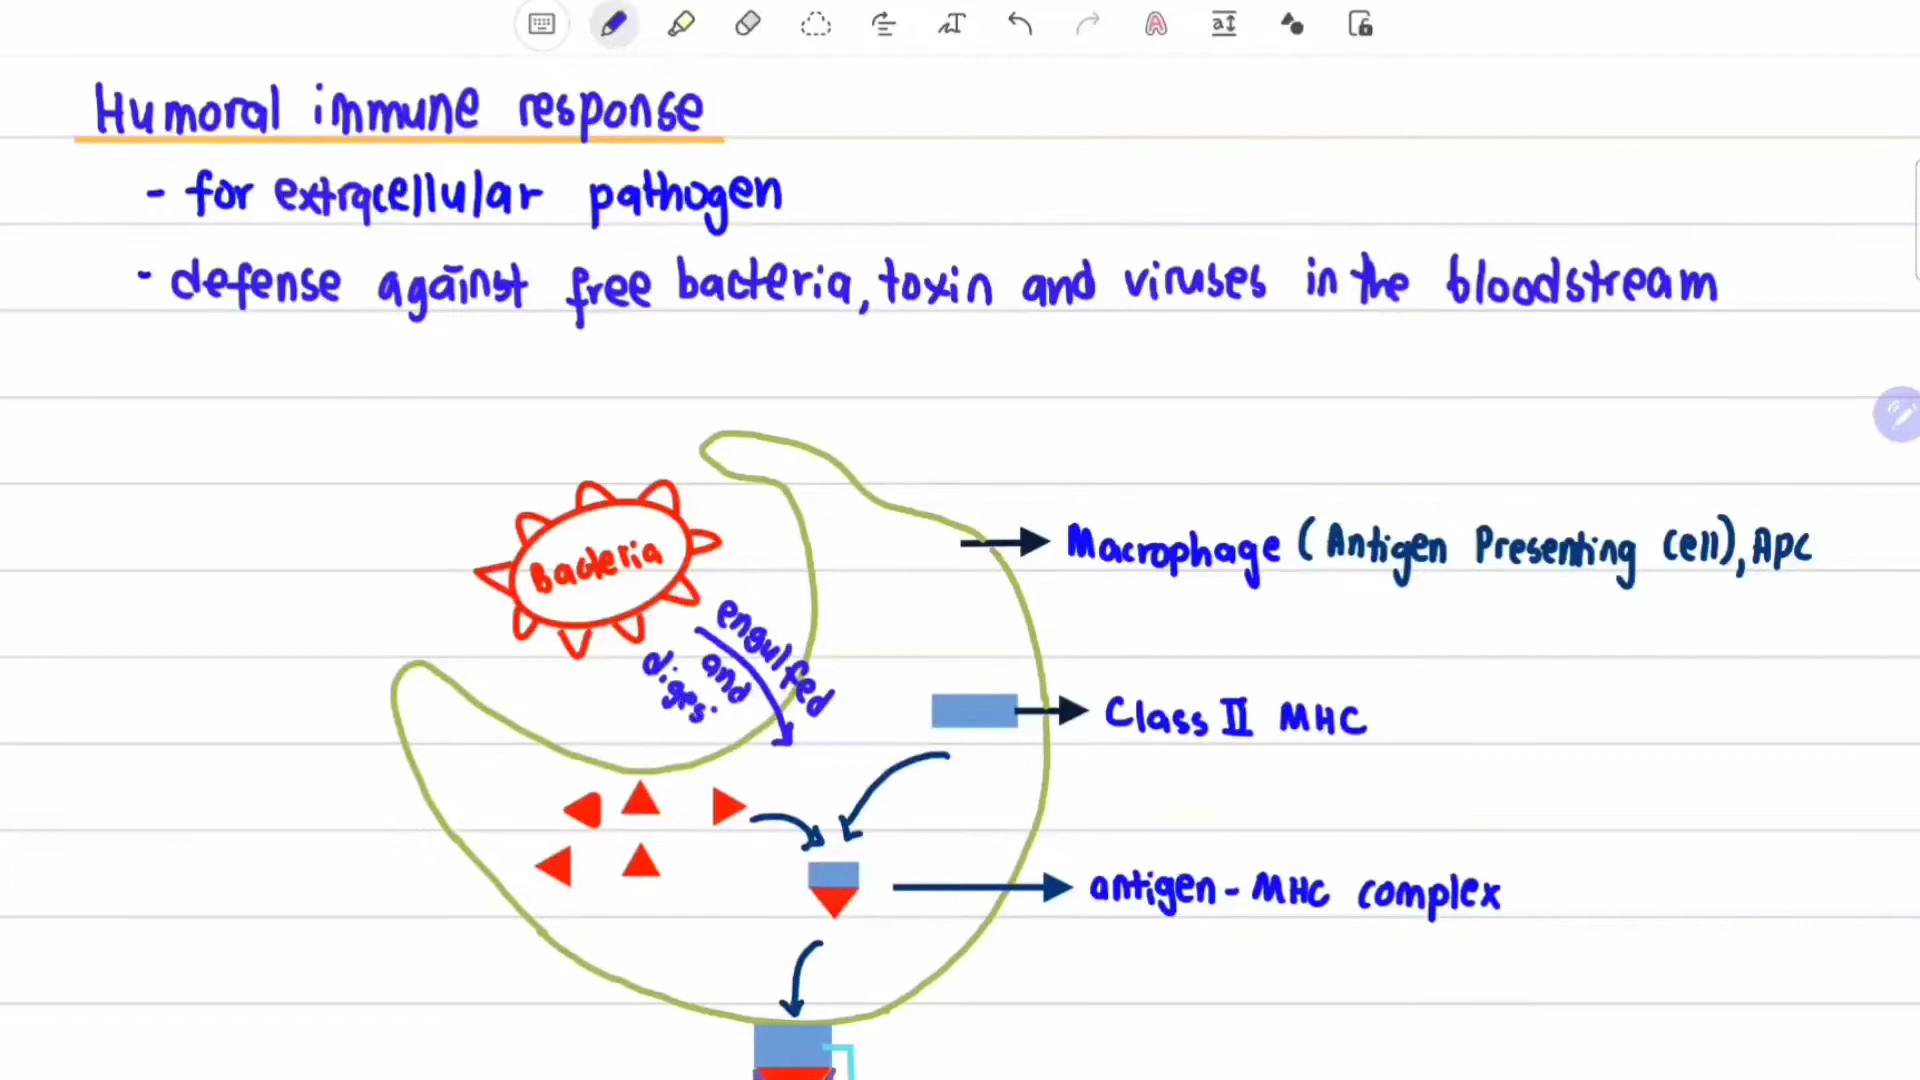 Humoral immune response
- for extracellular pathogen
- defense against free bacteria, toxin and viruses in the bloodstream
Bacteria
engulfed
and
diges.
Macrophage (Antigen Presenting Cell), APC
Class II MHC
antigen - MHC complex